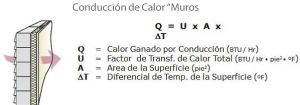 Conducción de Calor "Muros
Q = U x A x
ΔT
Q = Calor Ganado por Conducción (BTU / Hr)
U = Factor de Transf. de Calor Total (BTU / Hr • pie² • ºF)
A = Area de la Superficie (pie²)
ΔT = Diferencial de Temp. de la Superficie (ºF)